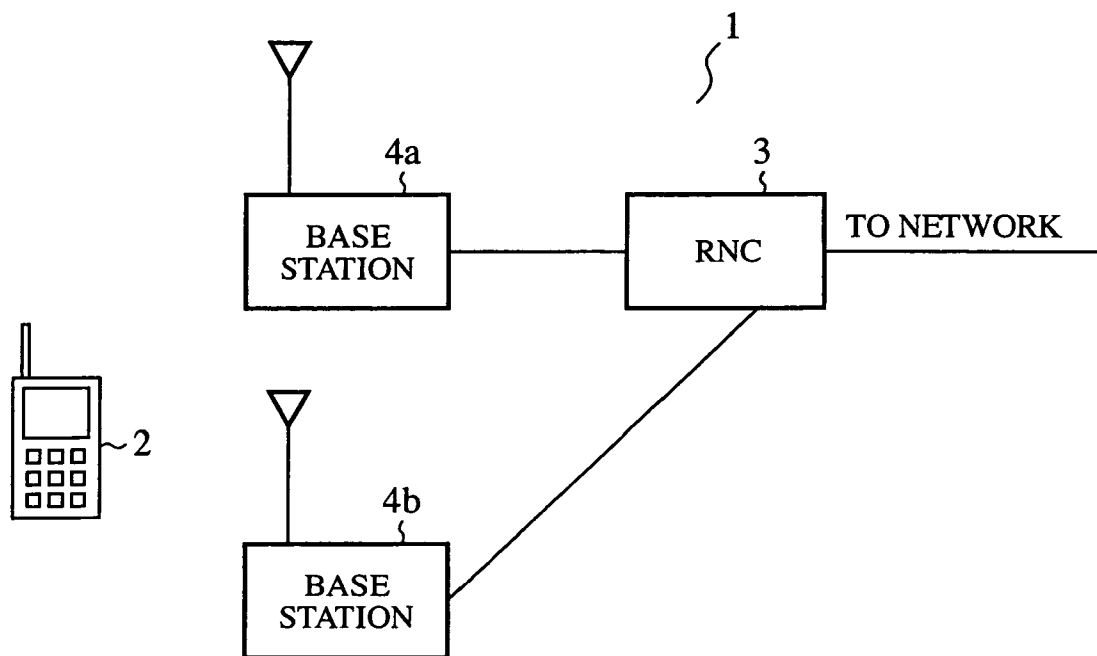 1
4a
3
BASE
STATION
RNC
TO NETWORK
2
4b
BASE
STATION